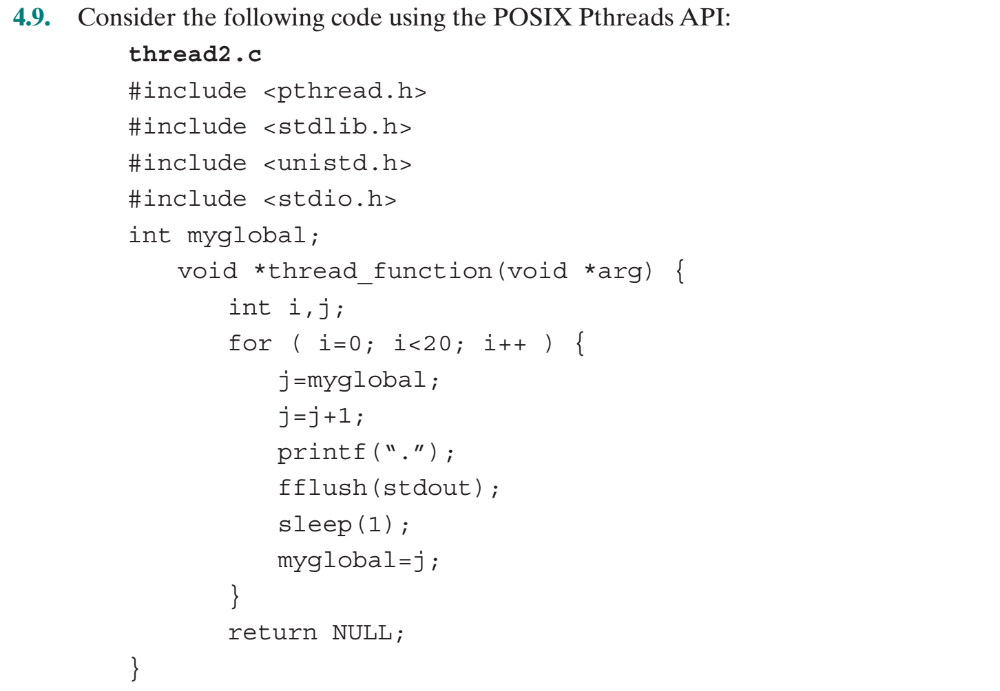 4.9. Consider the following code using the POSIX Pthreads API:
thread2.c
#include <pthread.h>
#include <stdlib.h>
#include <unistd.h>
#include <stdio.h>
int myglobal;
void *thread_function(void *arg) {
int i,j;
for ( i=0; i<20; i++ ) {
j=myglobal;
j=j+1;
printf(“.”);
fflush(stdout);
sleep(1);
myglobal=j;
}
return NULL;
}